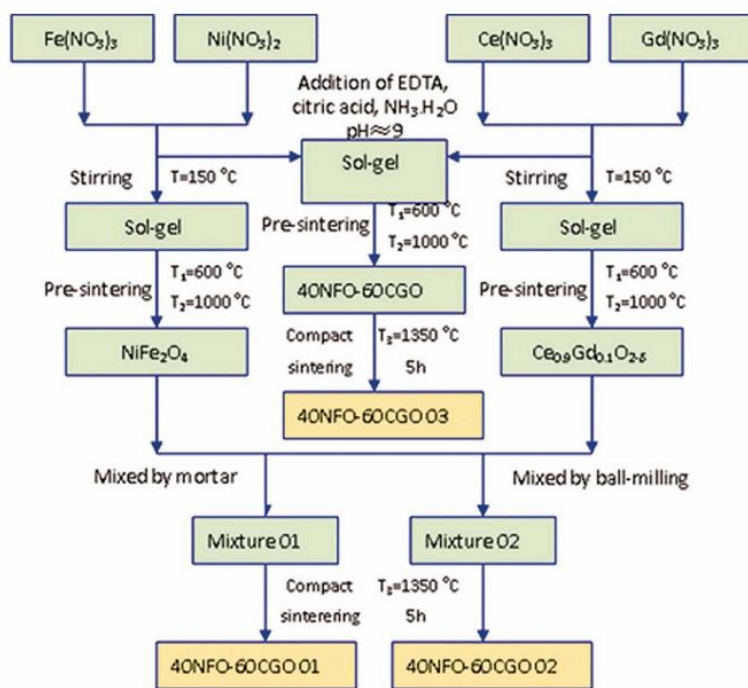 Fe(NO₃)₃
Ni(NO₃)₂
Ce(NO₃)₃
Gd(NO₃)₃
Addition of EDTA,
citric acid, NH₃.H₂O
pH≈9
Sol-gel
Stirring
T=150 °C
Stirring
T=150 °C
Sol-gel
Pre-sintering
T₁=600 °C
T₂=1000 °C
Sol-gel
Pre-sintering
T₁=600 °C
T₂=1000 °C
40NFO-60CGO
Pre-sintering
T₁=600 °C
T₂=1000 °C
NiFe₂O₄
Compact
sintering
T₃=1350 °C
5h
Ce₀.₉Gd₀.₁O₂₋δ
40NFO-60CGO 03
Mixed by mortar
Mixed by ball-milling
Mixture 01
Mixture 02
Compact
sinterering
T₃=1350 °C
5h
40NFO-60CGO 01
40NFO-60CGO 02